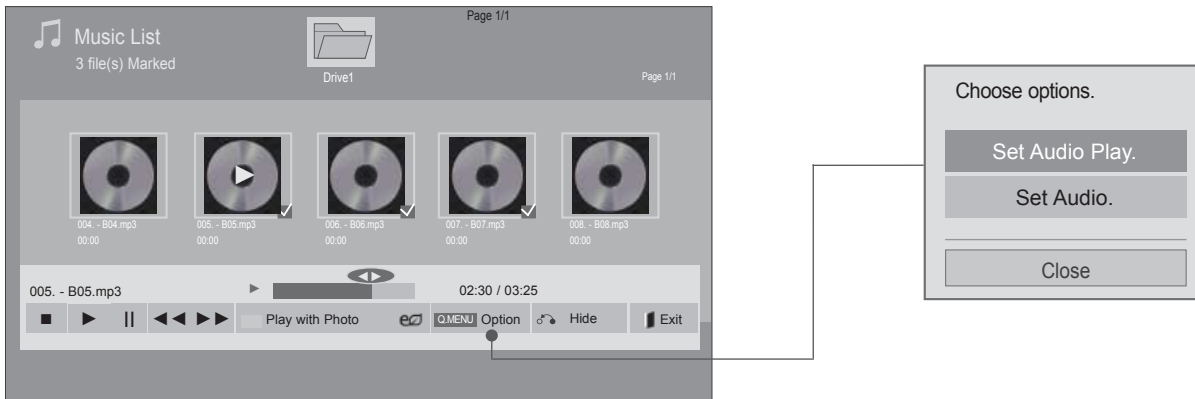 Page 1/1
Music List
3 file(s) Marked
Drive1
Page 1/1
004. - B04.mp3
00:00
005. - B05.mp3
00:00
006. - B06.mp3
00:00
007. - B07.mp3
00:00
008. - B08.mp3
00:00
005. - B05.mp3
02:30 / 03:25
Play with Photo
Q.MENU Option
Hide
Exit
Choose options.
Set Audio Play.
Set Audio.
Close